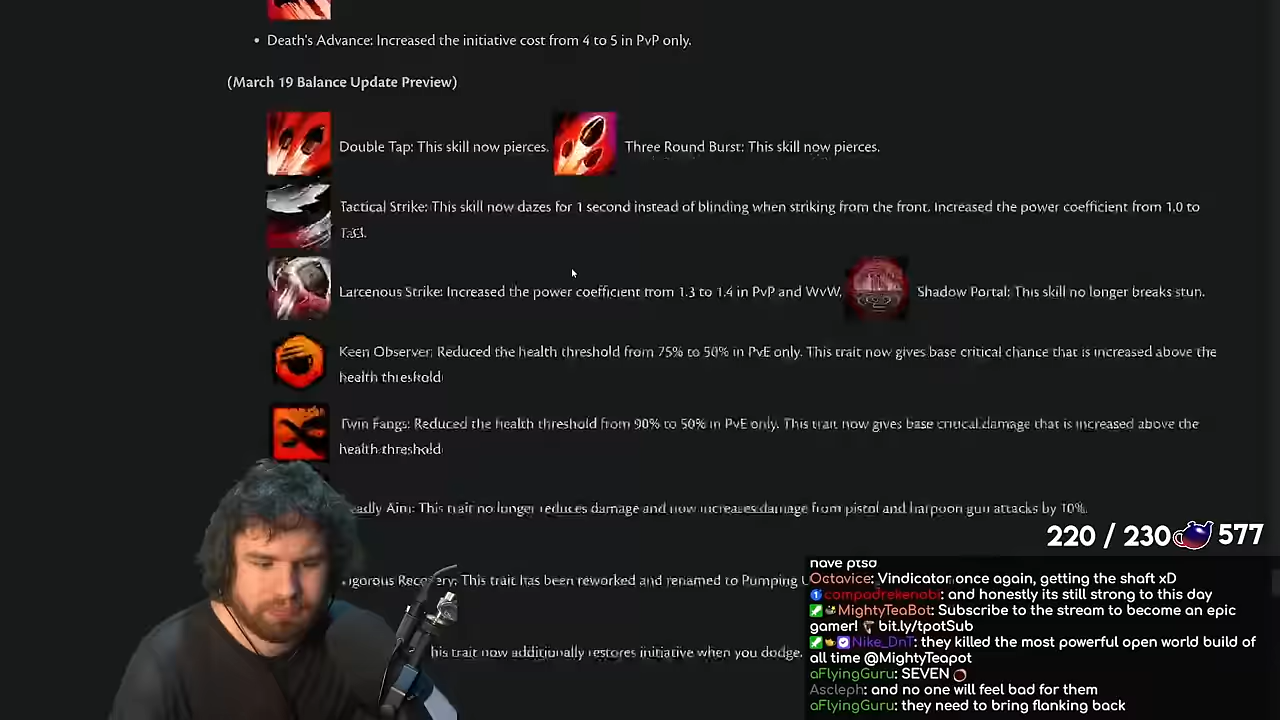 • Death's Advance: Increased the initiative cost from 4 to 5 in PvP only.
(March 19 Balance Update Preview)
Double Tap: This skill now pierces. Three Round Burst: This skill now pierces.
Tactical Strike: This skill now dazes for 1 second instead of blinding when striking from the front. Increased the power coefficient from 1.0 to
Larcenous Strike: Increased the power coefficient from 1.3 to 1.4 in PvP and WvW. Shadow Portal: This skill no longer breaks stun.
Keen Observer: Reduced the health threshold from 75% to 50% in PvE only. This trait now gives base critical chance that is increased above the
health threshold
Twin Fangs: Reduced the health threshold from 90% to 50% in PvE only. This trait now gives base critical damage that is increased above the
health threshold
eadly Aim: This trait no longer reduces damage and now increases damage from pistol and harpoon gun attacks by 10%.
igorous Recovery: This trait has been reworked and renamed to Pumping U
his trait now additionally restores initiative when you dodge.
220 / 230 577
have ptsd
Octavice: Vindicator once again, getting the shaft xD
compadrekenobi: and honestly its still strong to this day
MightyTeaBot: Subscribe to the stream to become an epic
gamer! bit.ly/tpotSub
Nike_DnT: they killed the most powerful open world build of
all time @MightyTeapot
aFlyingGuru: SEVEN
Ascleph: and no one will feel bad for them
aFlyingGuru: they need to bring flanking back